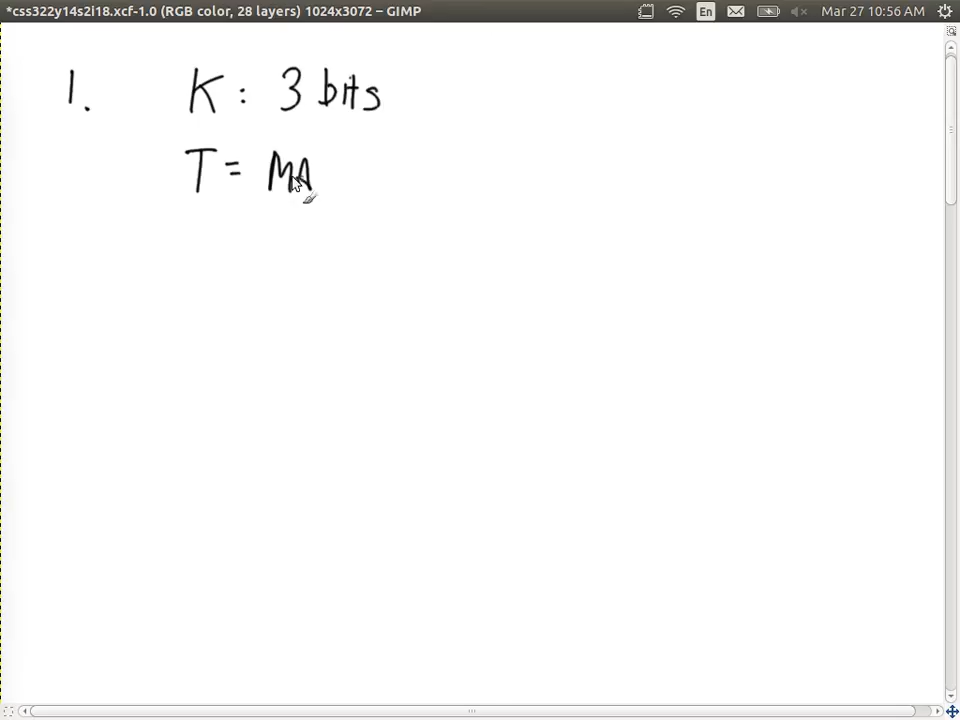 *css322y14s2i18.xcf-1.0 (RGB color, 28 layers) 1024x3072 – GIMP
En
Mar 27 10:56 AM
1. K : 3 bits
T = MA